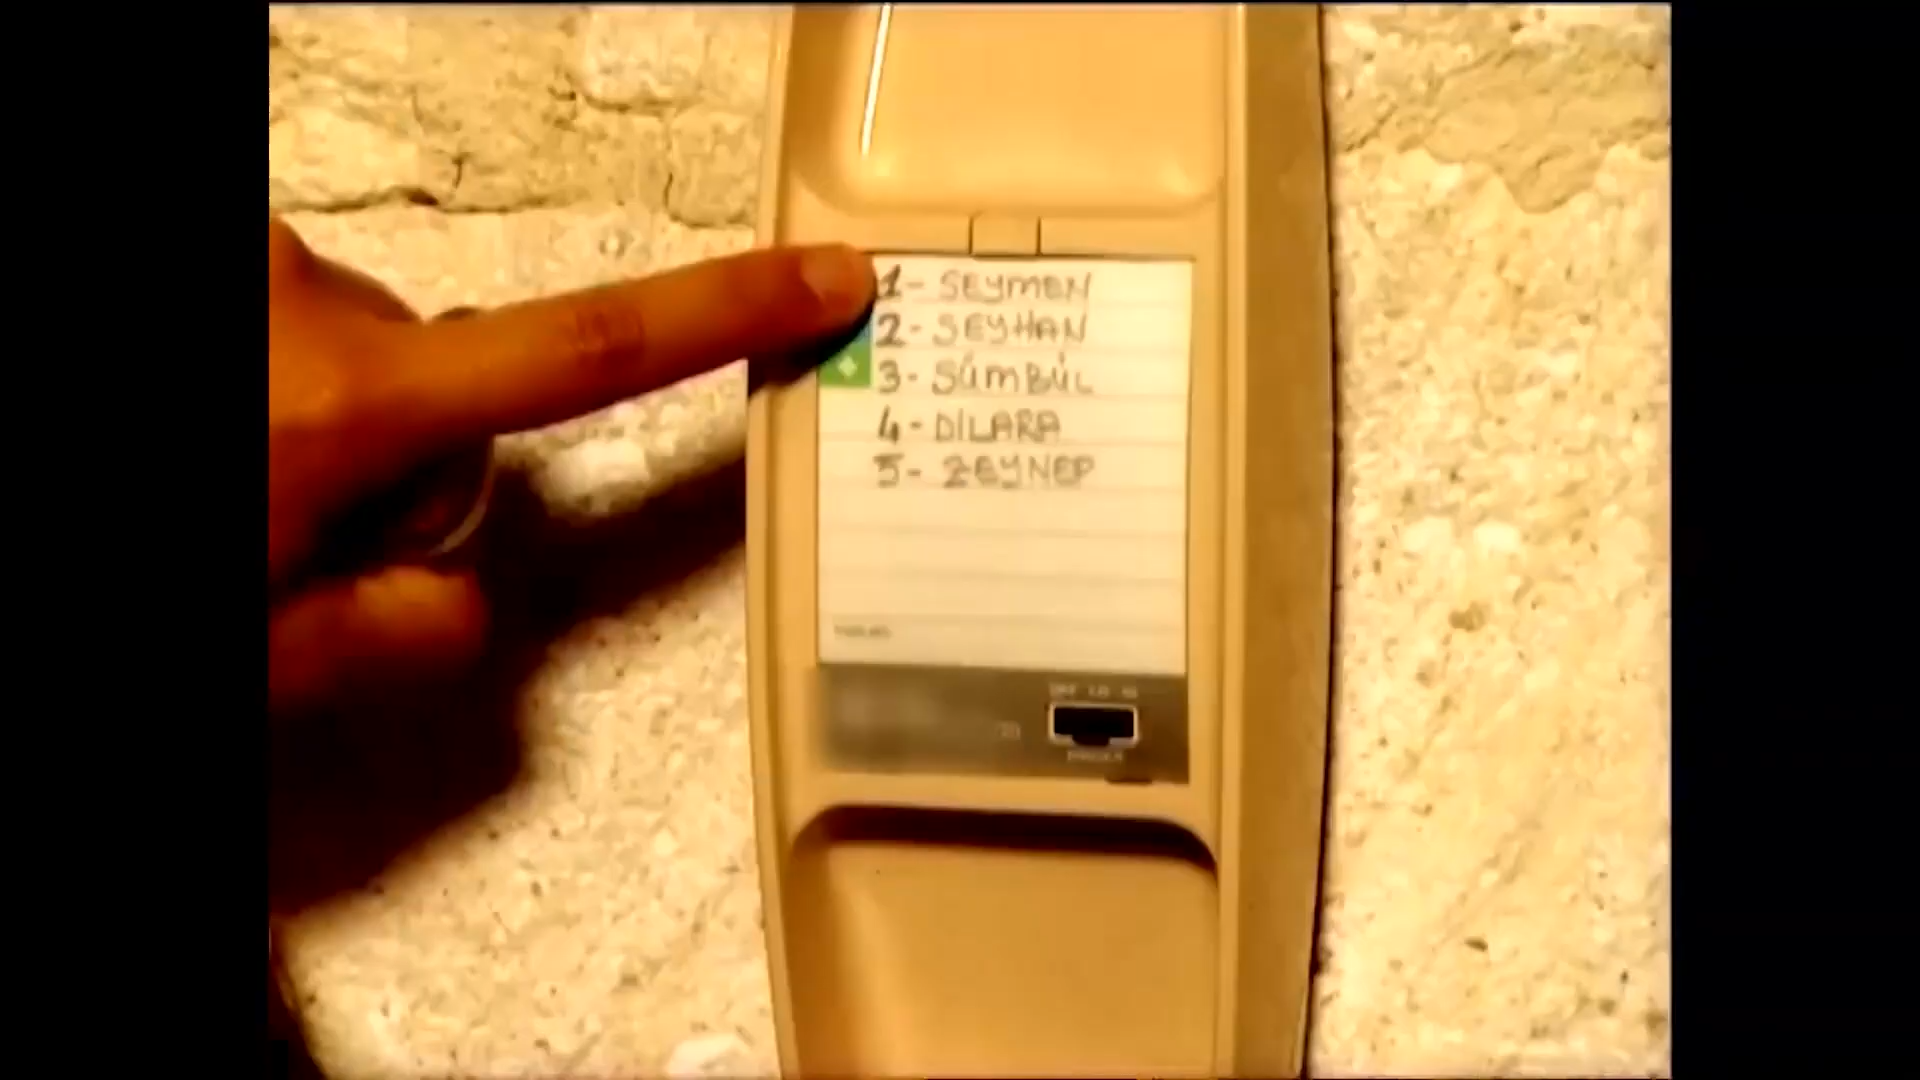 1- SEYMEN
2- SEYHAN
3- SÜMBÜL
4- DİLARA
5- ZEYNEP